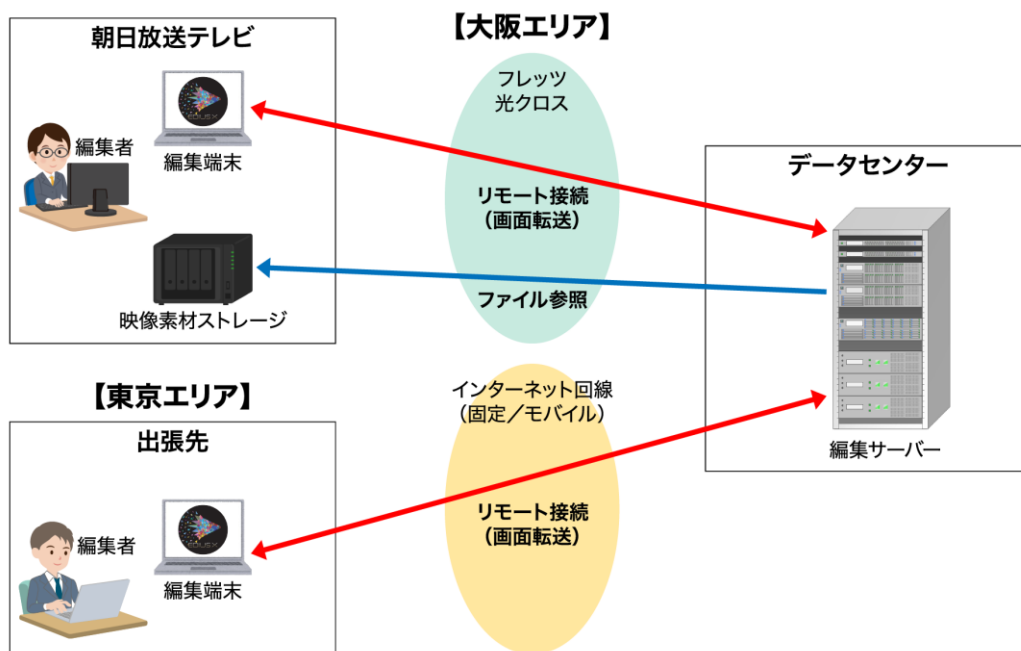 【大阪エリア】
朝日放送テレビ
編集者
編集端末
映像素材ストレージ
フレッツ
光クロス
リモート接続
(画面転送)
ファイル参照
データセンター
編集サーバー
【東京エリア】
出張先
編集者
編集端末
インターネット回線
(固定/モバイル)
リモート接続
(画面転送)